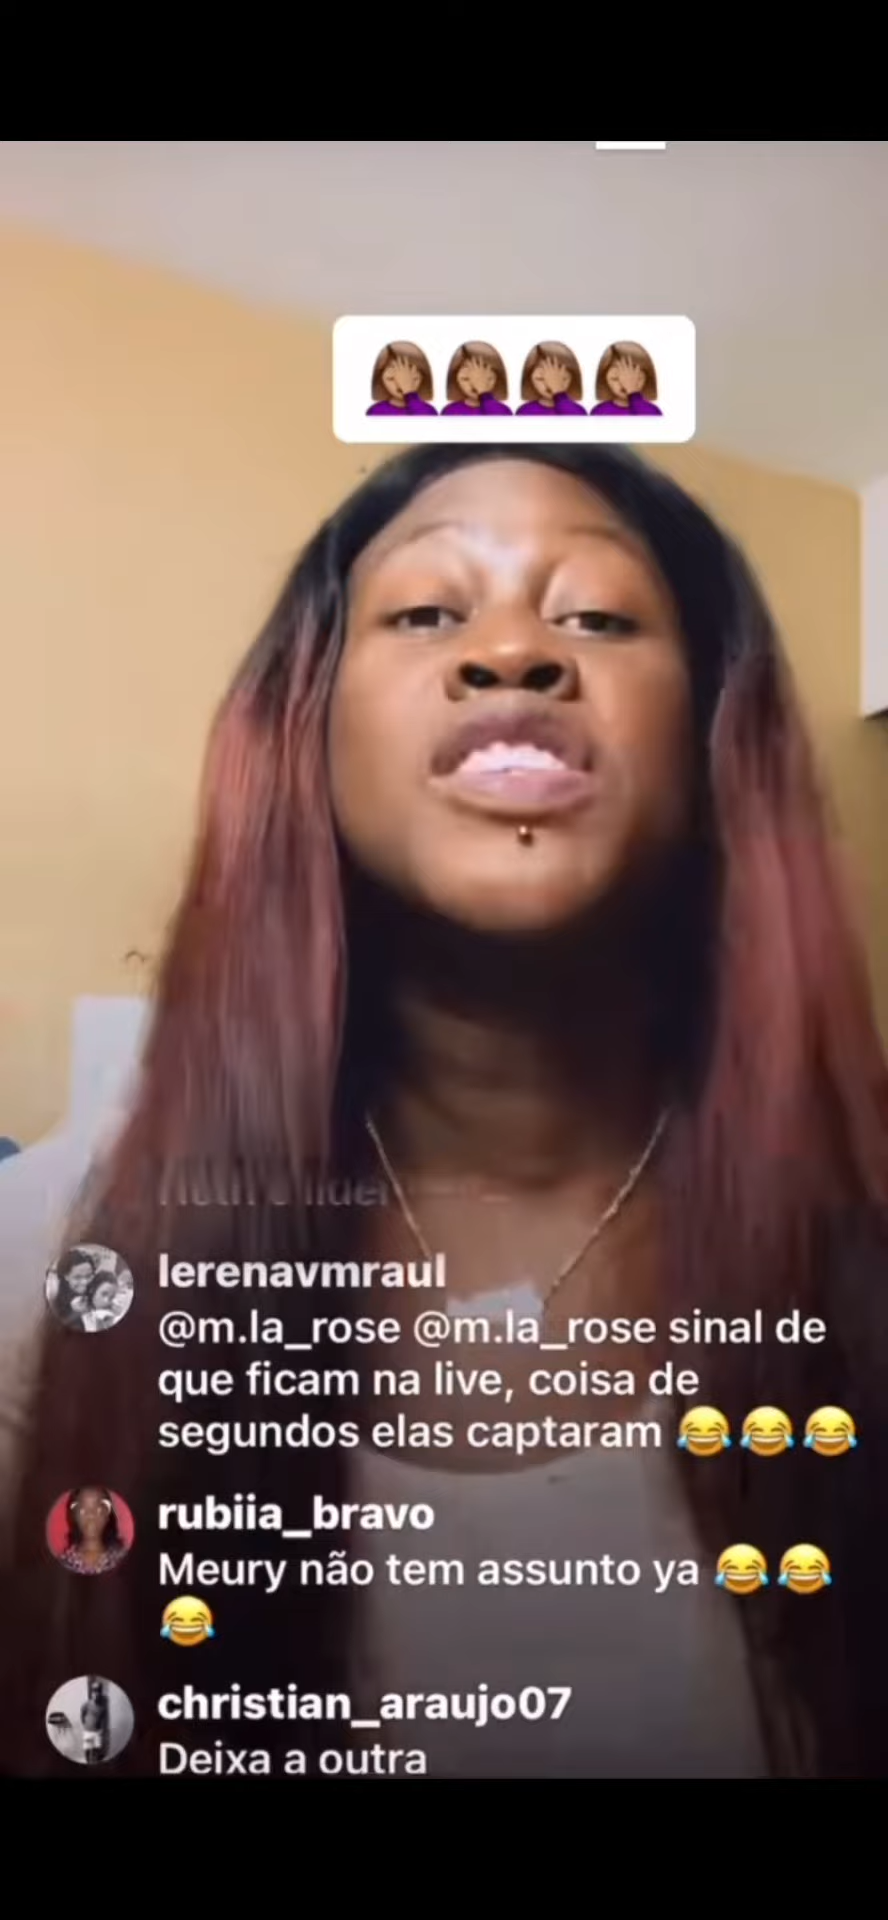 lerenavmraul
@m.la_rose @m.la_rose sinal de
que ficam na live, coisa de
segundos elas captaram 😂😂😂
rubiia_bravo
Meury não tem assunto ya 😂😂
😂
christian_araujo07
Deixa a outra